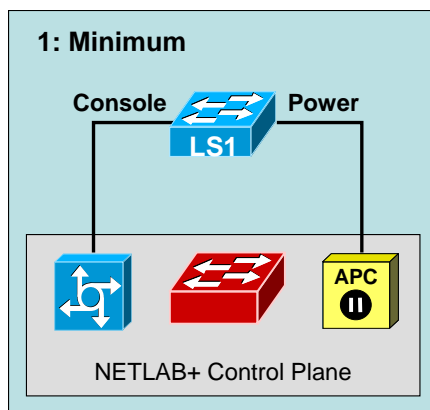 1: Minimum
Console
Power
LS1
APC
NETLAB+ Control Plane